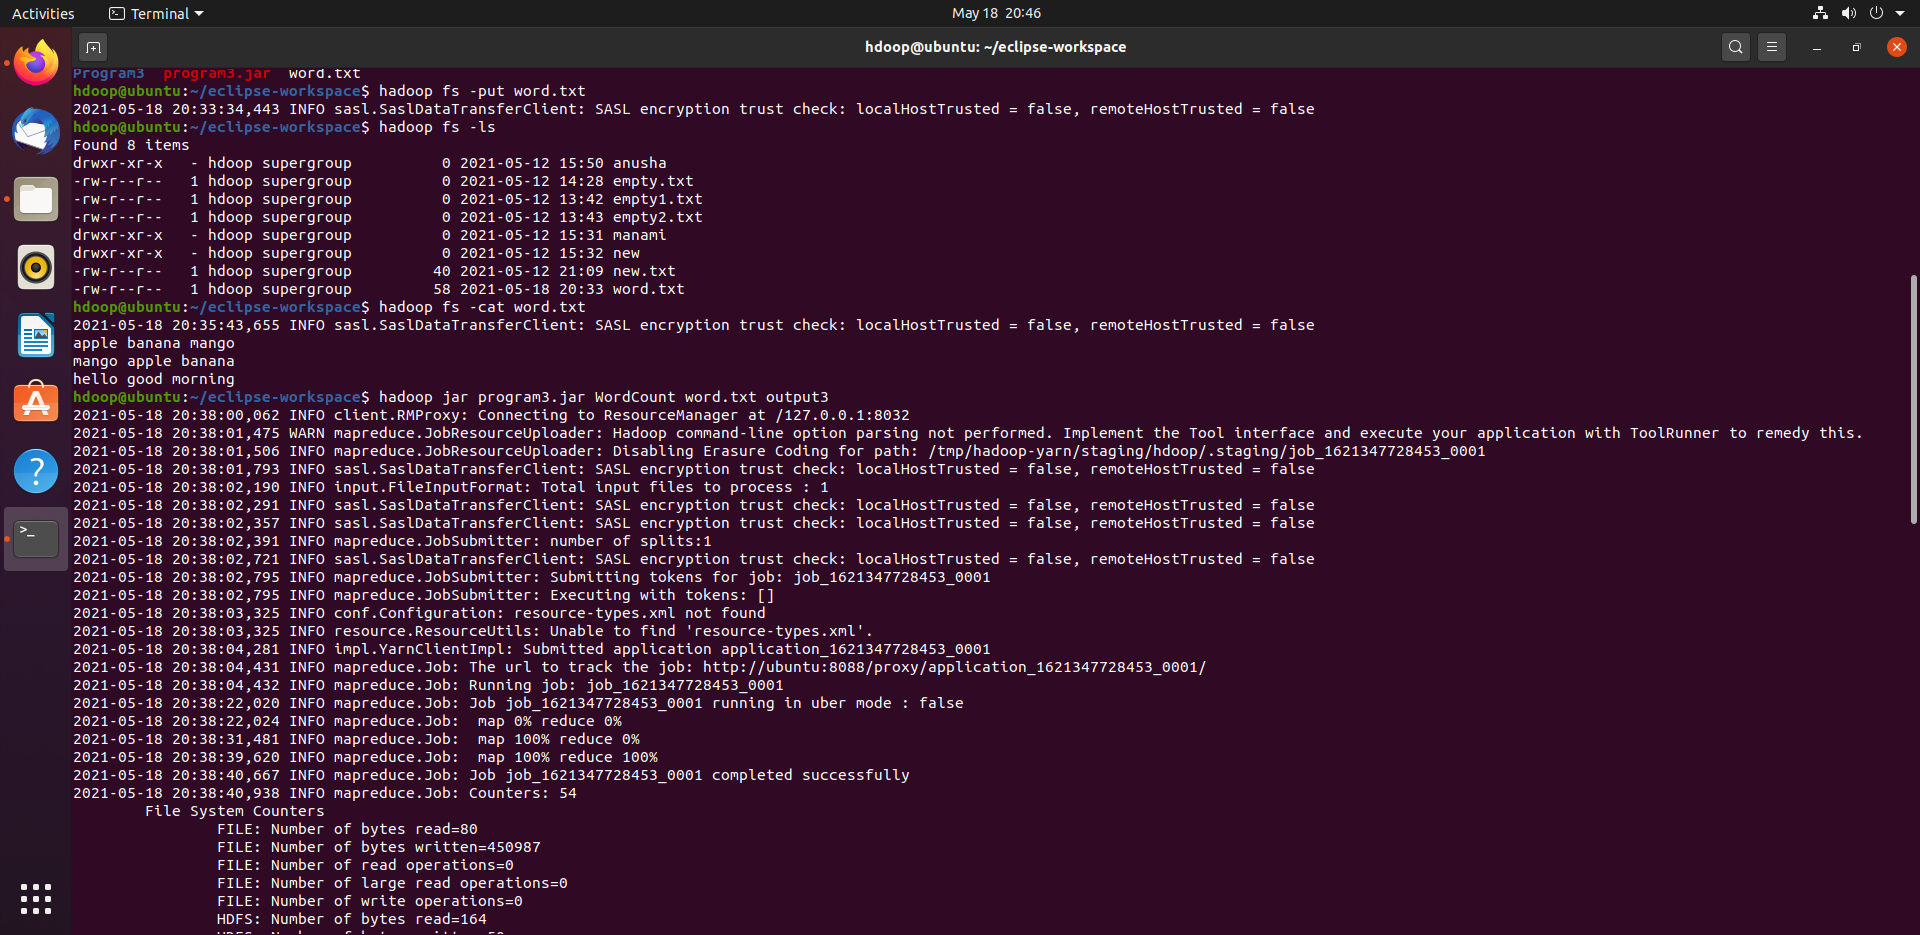 Activities
Terminal
May 18 20:46
hdoop@ubuntu: ~/eclipse-workspace
Program3 program3.jar word.txt
hdoop@ubuntu:~/eclipse-workspace$ hadoop fs -put word.txt
2021-05-18 20:33:34,443 INFO sasl.SaslDataTransferClient: SASL encryption trust check: localHostTrusted = false, remoteHostTrusted = false
hdoop@ubuntu:~/eclipse-workspace$ hadoop fs -ls
Found 8 items
drwxr-xr-x   - hdoop supergroup          0 2021-05-12 15:50 anusha
-rw-r--r--   1 hdoop supergroup          0 2021-05-12 14:28 empty.txt
-rw-r--r--   1 hdoop supergroup          0 2021-05-12 13:42 empty1.txt
-rw-r--r--   1 hdoop supergroup          0 2021-05-12 13:43 empty2.txt
drwxr-xr-x   - hdoop supergroup          0 2021-05-12 15:31 manami
drwxr-xr-x   - hdoop supergroup          0 2021-05-12 15:32 new
-rw-r--r--   1 hdoop supergroup         40 2021-05-12 21:09 new.txt
-rw-r--r--   1 hdoop supergroup         58 2021-05-18 20:33 word.txt
hdoop@ubuntu:~/eclipse-workspace$ hadoop fs -cat word.txt
2021-05-18 20:35:43,655 INFO sasl.SaslDataTransferClient: SASL encryption trust check: localHostTrusted = false, remoteHostTrusted = false
apple banana mango
mango apple banana
hello good morning
hdoop@ubuntu:~/eclipse-workspace$ hadoop jar program3.jar WordCount word.txt output3
2021-05-18 20:38:00,062 INFO client.RMProxy: Connecting to ResourceManager at /127.0.0.1:8032
2021-05-18 20:38:01,475 WARN mapreduce.JobResourceUploader: Hadoop command-line option parsing not performed. Implement the Tool interface and execute your application with ToolRunner to remedy this.
2021-05-18 20:38:01,506 INFO mapreduce.JobResourceUploader: Disabling Erasure Coding for path: /tmp/hadoop-yarn/staging/hdoop/.staging/job_1621347728453_0001
2021-05-18 20:38:01,793 INFO sasl.SaslDataTransferClient: SASL encryption trust check: localHostTrusted = false, remoteHostTrusted = false
2021-05-18 20:38:02,190 INFO input.FileInputFormat: Total input files to process : 1
2021-05-18 20:38:02,291 INFO sasl.SaslDataTransferClient: SASL encryption trust check: localHostTrusted = false, remoteHostTrusted = false
2021-05-18 20:38:02,357 INFO sasl.SaslDataTransferClient: SASL encryption trust check: localHostTrusted = false, remoteHostTrusted = false
2021-05-18 20:38:02,391 INFO mapreduce.JobSubmitter: number of splits:1
2021-05-18 20:38:02,721 INFO sasl.SaslDataTransferClient: SASL encryption trust check: localHostTrusted = false, remoteHostTrusted = false
2021-05-18 20:38:02,795 INFO mapreduce.JobSubmitter: Submitting tokens for job: job_1621347728453_0001
2021-05-18 20:38:02,795 INFO mapreduce.JobSubmitter: Executing with tokens: []
2021-05-18 20:38:03,325 INFO conf.Configuration: resource-types.xml not found
2021-05-18 20:38:03,325 INFO resource.ResourceUtils: Unable to find 'resource-types.xml'.
2021-05-18 20:38:04,281 INFO impl.YarnClientImpl: Submitted application application_1621347728453_0001
2021-05-18 20:38:04,431 INFO mapreduce.Job: The url to track the job: http://ubuntu:8088/proxy/application_1621347728453_0001/
2021-05-18 20:38:04,432 INFO mapreduce.Job: Running job: job_1621347728453_0001
2021-05-18 20:38:22,020 INFO mapreduce.Job: Job job_1621347728453_0001 running in uber mode : false
2021-05-18 20:38:22,024 INFO mapreduce.Job:  map 0% reduce 0%
2021-05-18 20:38:31,481 INFO mapreduce.Job:  map 100% reduce 0%
2021-05-18 20:38:39,620 INFO mapreduce.Job:  map 100% reduce 100%
2021-05-18 20:38:40,667 INFO mapreduce.Job: Job job_1621347728453_0001 completed successfully
2021-05-18 20:38:40,938 INFO mapreduce.Job: Counters: 54
File System Counters
FILE: Number of bytes read=80
FILE: Number of bytes written=450987
FILE: Number of read operations=0
FILE: Number of large read operations=0
FILE: Number of write operations=0
HDFS: Number of bytes read=164